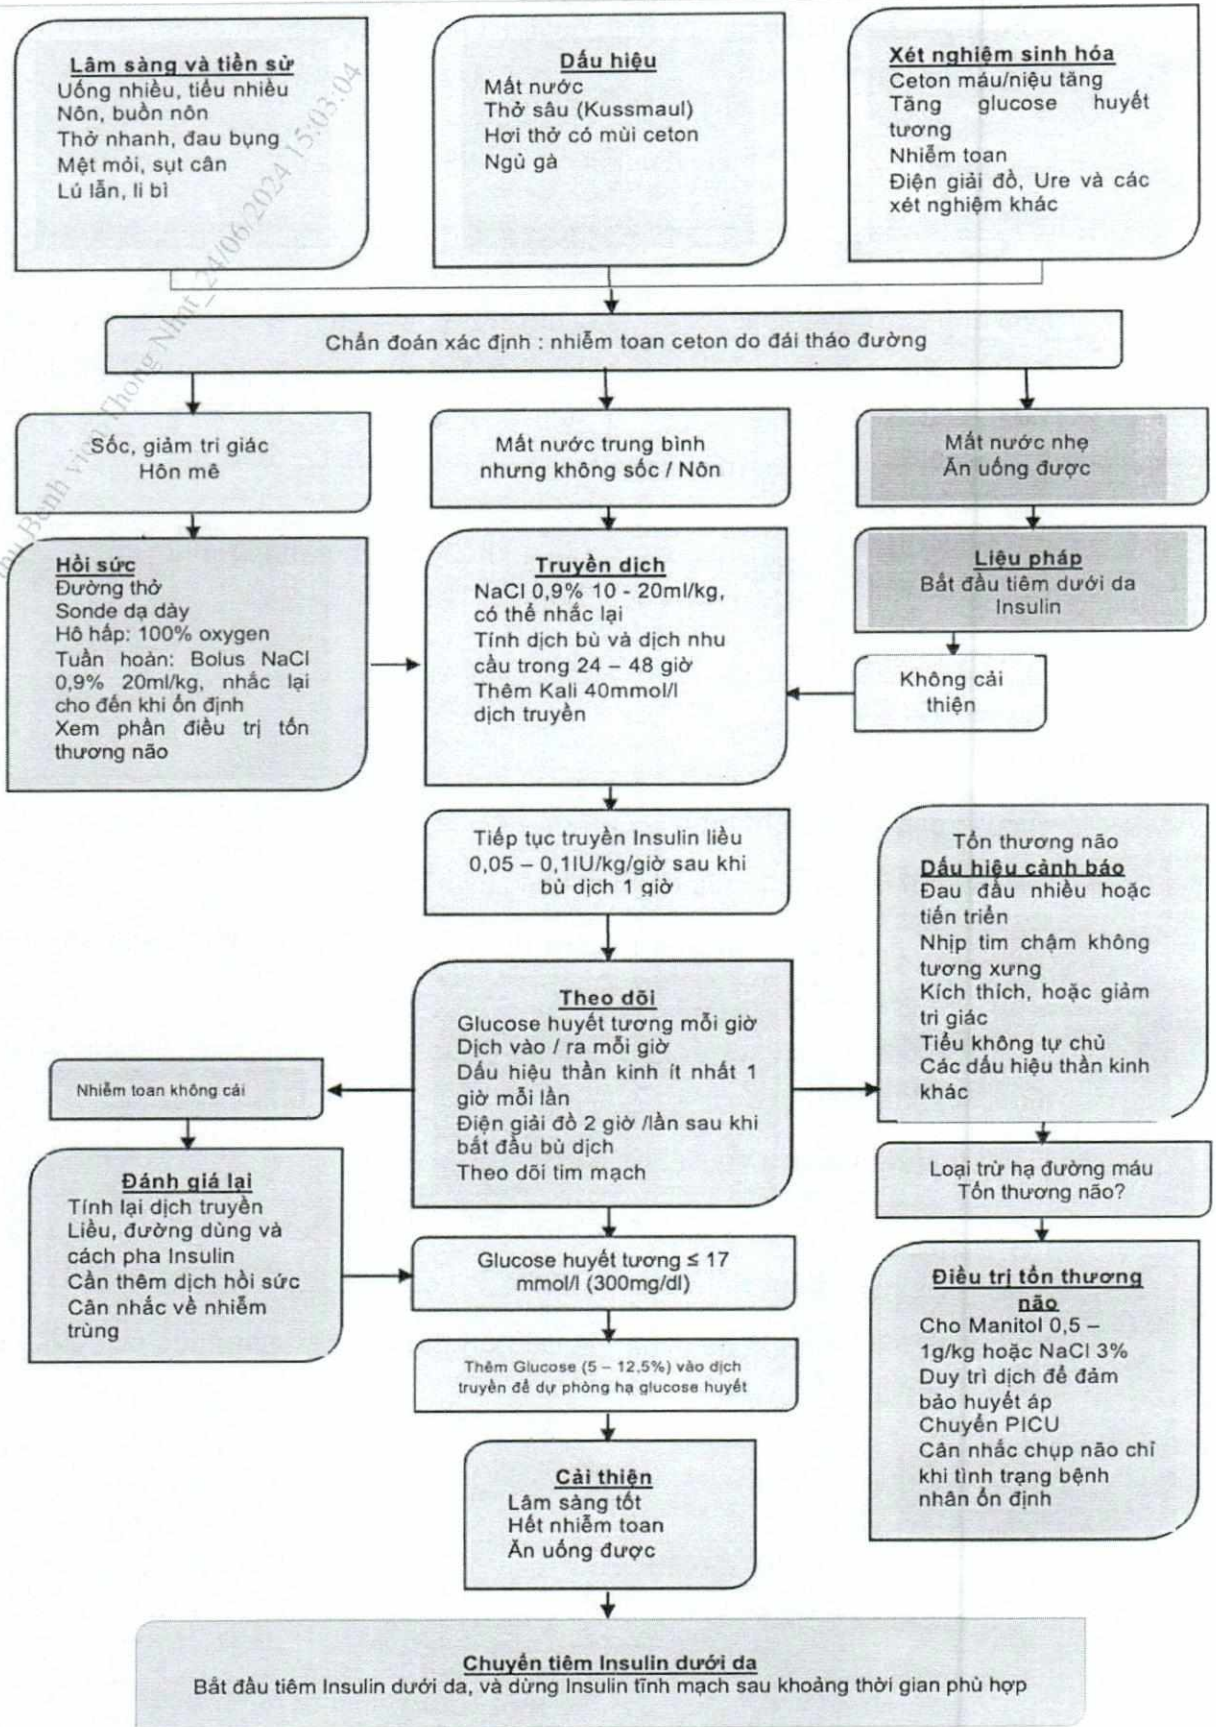 Lâm sàng và tiền sử
Uống nhiều, tiểu nhiều
Nôn, buồn nôn
Thở nhanh, đau bụng
Mệt mỏi, sụt cân
Lú lẫn, li bì
Dấu hiệu
Mất nước
Thở sâu (Kussmaul)
Hơi thở có mùi ceton
Ngủ gà
Xét nghiệm sinh hóa
Ceton máu/niệu tăng
Tăng glucose huyết
tương
Nhiễm toan
Điện giải đồ, Ure và các
xét nghiệm khác
Bệnh viện Thong Nhnt_24/06/2024 15:03:04
Chẩn đoán xác định : nhiễm toan ceton do đái tháo đường
Sốc, giảm tri giác
Hôn mê
Mất nước trung bình
nhưng không sốc / Nôn
Mất nước nhẹ
Ăn uống được
Hồi sức
Đường thở
Sonde dạ dày
Hô hấp: 100% oxygen
Tuần hoàn: Bolus NaCl
0,9% 20ml/kg, nhắc lại
cho đến khi ổn định
Xem phần điều trị tổn
thương não
Truyền dịch
NaCl 0,9% 10 - 20ml/kg,
có thể nhắc lại
Tính dịch bù và dịch nhu
cầu trong 24 – 48 giờ
Thêm Kali 40mmol/l
dịch truyền
Liệu pháp
Bắt đầu tiêm dưới da
Insulin
Không cải
thiện
Tiếp tục truyền Insulin liều
0,05 – 0,1IU/kg/giờ sau khi
bù dịch 1 giờ
Tổn thương não
Dấu hiệu cảnh báo
Đau đầu nhiều hoặc
tiến triển
Nhịp tim chậm không
tương xưng
Kích thích, hoặc giảm
tri giác
Tiểu không tự chủ
Các dấu hiệu thần kinh
khác
Theo dõi
Glucose huyết tương mỗi giờ
Dịch vào / ra mỗi giờ
Dấu hiệu thần kinh ít nhất 1
giờ mỗi lần
Điện giải đồ 2 giờ /lần sau khi
bắt đầu bù dịch
Theo dõi tim mạch
Nhiễm toan không cải
Đánh giá lại
Tính lại dịch truyền
Liều, đường dùng và
cách pha Insulin
Cần thêm dịch hồi sức
Cân nhắc về nhiễm
trùng
Loại trừ hạ đường máu
Tổn thương não?
Glucose huyết tương ≤ 17
mmol/l (300mg/dl)
Điều trị tổn thương
não
Cho Manitol 0,5 –
1g/kg hoặc NaCl 3%
Duy trì dịch để đảm
bảo huyết áp
Chuyển PICU
Cân nhắc chụp não chỉ
khi tình trạng bệnh
nhân ổn định
Thêm Glucose (5 – 12,5%) vào dịch
truyền để dự phòng hạ glucose huyết
Cải thiện
Lâm sàng tốt
Hết nhiễm toan
Ăn uống được
Chuyển tiêm Insulin dưới da
Bắt đầu tiêm Insulin dưới da, và dừng Insulin tĩnh mạch sau khoảng thời gian phù hợp